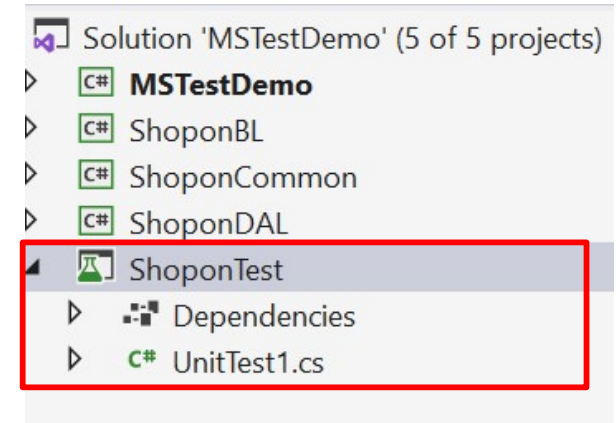 Solution 'MSTestDemo' (5 of 5 projects)
C# MSTestDemo
C# ShoponBL
C# ShoponCommon
C# ShoponDAL
ShoponTest
Dependencies
C# UnitTest1.cs